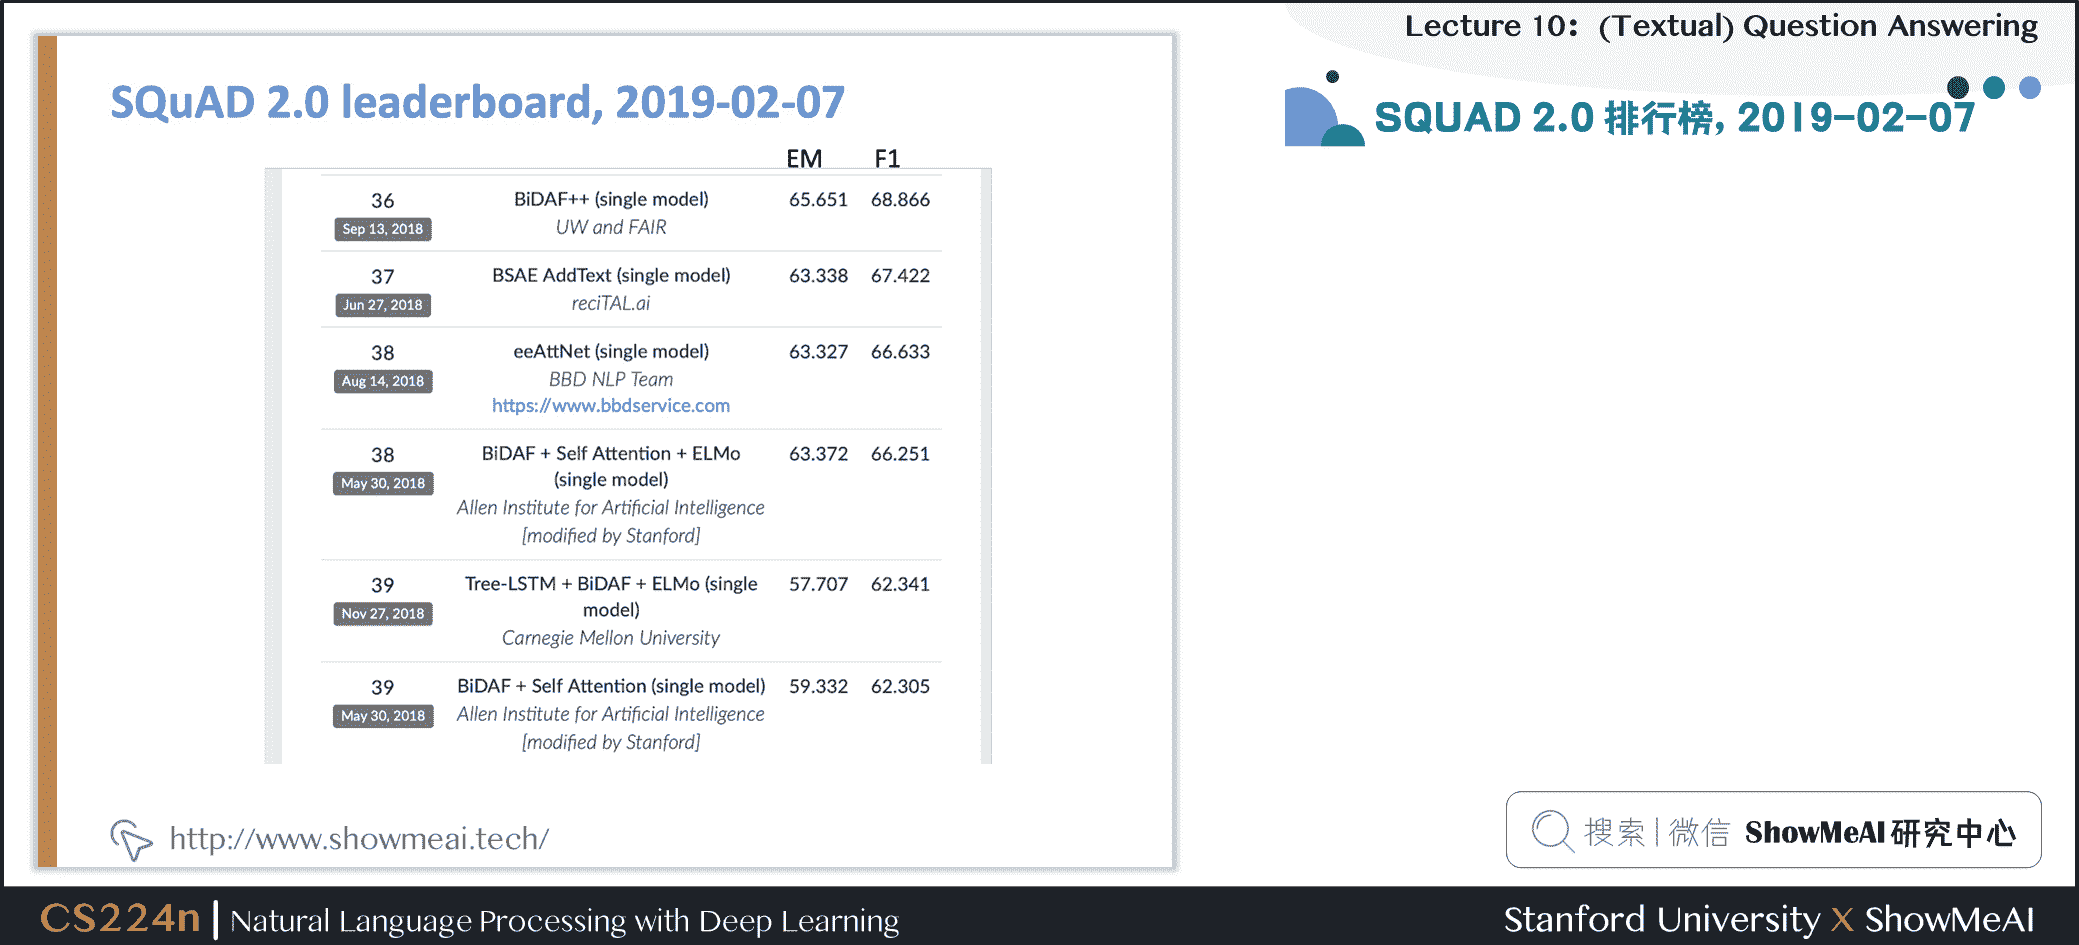 Lecture 10: (Textual) Question Answering
SQuAD 2.0 leaderboard, 2019-02-07
SQUAD 2.0 排行榜, 2019-02-07
EM F1
36 BiDAF++ (single model) 65.651 68.866
Sep 13, 2018 UW and FAIR
37 BSAE AddText (single model) 63.338 67.422
Jun 27, 2018 reciTAL.ai
38 eeAttNet (single model) 63.327 66.633
Aug 14, 2018 BBD NLP Team
https://www.bbdservice.com
38 BiDAF + Self Attention + ELMo 63.372 66.251
May 30, 2018 (single model)
Allen Institute for Artificial Intelligence
[modified by Stanford]
39 Tree-LSTM + BiDAF + ELMo (single 57.707 62.341
Nov 27, 2018 model)
Carnegie Mellon University
39 BiDAF + Self Attention (single model) 59.332 62.305
May 30, 2018 Allen Institute for Artificial Intelligence
[modified by Stanford]
http://www.showmeai.tech/
搜索 | 微信 ShowMeAI 研究中心
CS224n | Natural Language Processing with Deep Learning
Stanford University X ShowMeAI